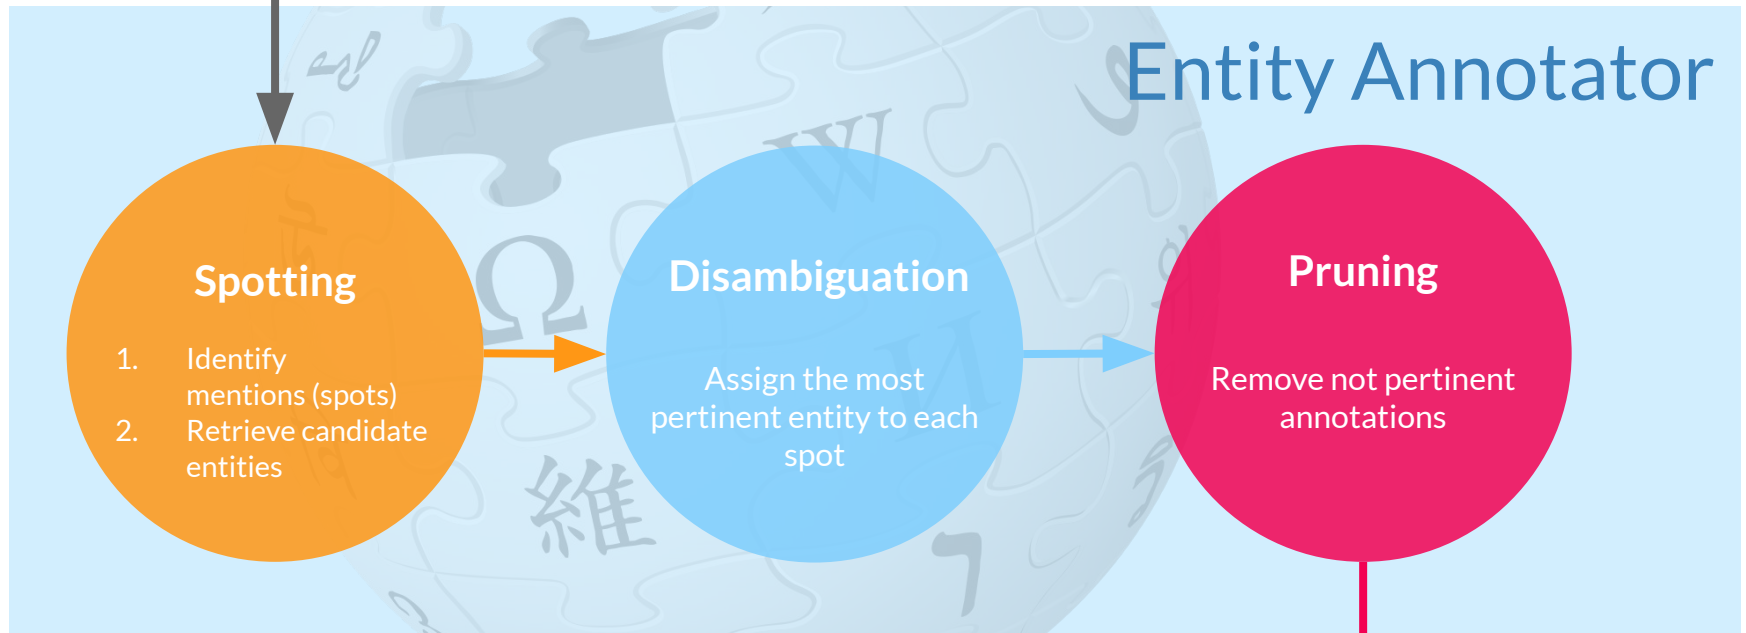 Entity Annotator
Spotting
1. Identify
mentions (spots)
2. Retrieve candidate
entities
Disambiguation
Assign the most
pertinent entity to each
spot
Pruning
Remove not pertinent
annotations
W
Ω
И
維